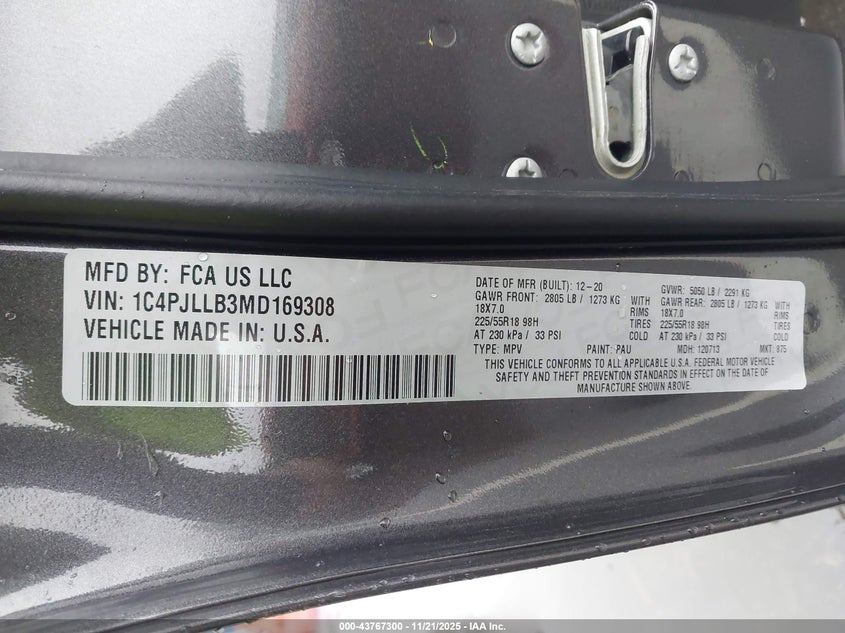 MFD BY: FCA US LLC
VIN: 1C4PJLLB3MD169308
VEHICLE MADE IN: U.S.A.
DATE OF MFR (BUILT): 12-20 GVWR: 5050 LB / 2291 KG
GAWR FRONT: 2805 LB / 1273 KG WITH GAWR REAR: 2805 LB / 1273 KG WITH
18X7.0 RIMS 18X7.0 RIMS
225/55R18 98H TIRES 225/55R18 98H TIRES
AT 230 kPa / 33 PSI COLD AT 230 kPa / 33 PSI COLD
TYPE: MPV PAINT: PAU MDH: 120713 MKT: 875
THIS VEHICLE CONFORMS TO ALL APPLICABLE U.S.A. FEDERAL MOTOR VEHICLE
SAFETY AND THEFT PREVENTION STANDARDS IN EFFECT ON THE DATE OF
MANUFACTURE SHOWN ABOVE.
000-43767300 - 11/21/2025 - IAA Inc.